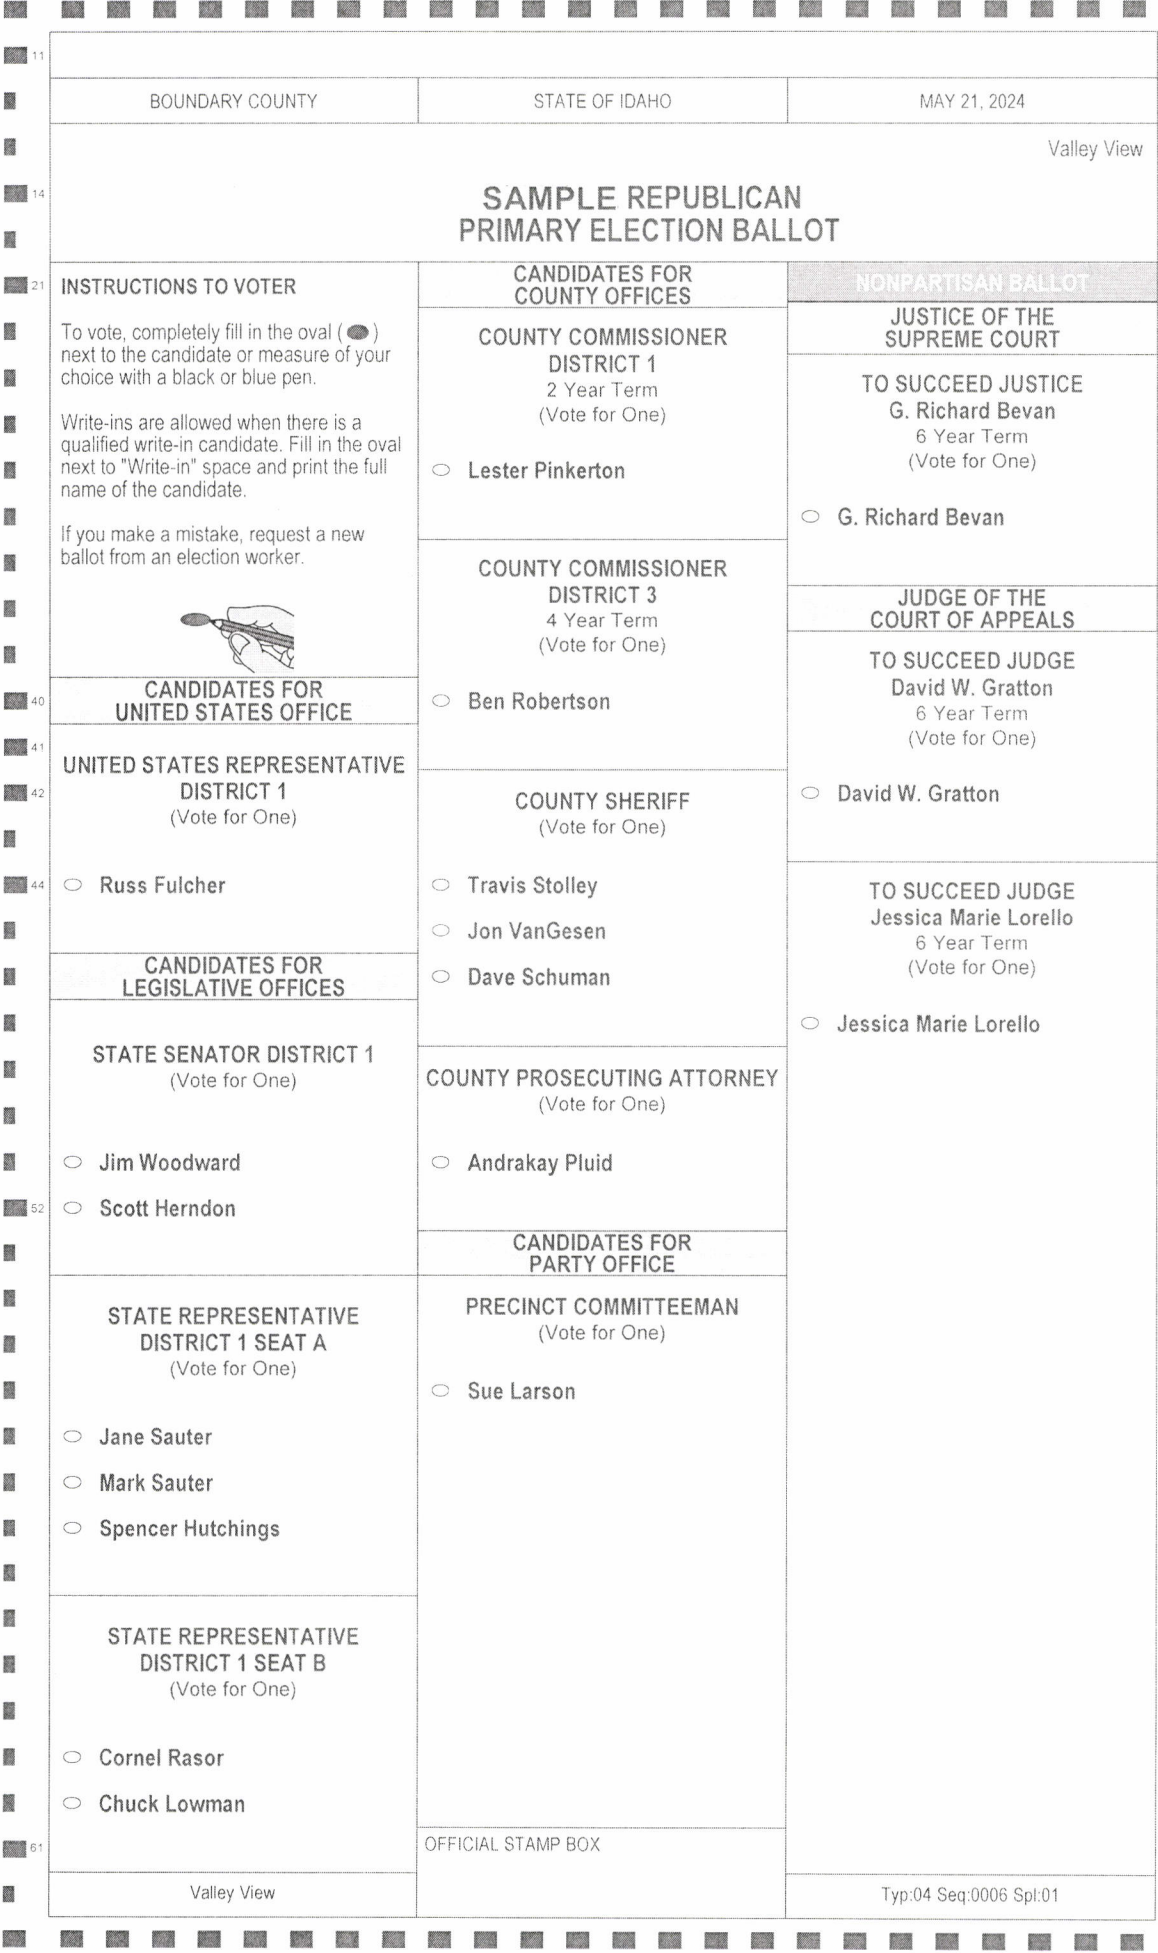 11
BOUNDARY COUNTY
STATE OF IDAHO
MAY 21, 2024
Valley View
14
SAMPLE REPUBLICAN
PRIMARY ELECTION BALLOT
21
INSTRUCTIONS TO VOTER
To vote, completely fill in the oval ( )
next to the candidate or measure of your
choice with a black or blue pen.
Write-ins are allowed when there is a
qualified write-in candidate. Fill in the oval
next to "Write-in" space and print the full
name of the candidate.
If you make a mistake, request a new
ballot from an election worker.
40
CANDIDATES FOR
UNITED STATES OFFICE
41
UNITED STATES REPRESENTATIVE
DISTRICT 1
42
(Vote for One)
44
Russ Fulcher
CANDIDATES FOR
LEGISLATIVE OFFICES
STATE SENATOR DISTRICT 1
(Vote for One)
Jim Woodward
52
Scott Herndon
STATE REPRESENTATIVE
DISTRICT 1 SEAT A
(Vote for One)
Jane Sauter
Mark Sauter
Spencer Hutchings
STATE REPRESENTATIVE
DISTRICT 1 SEAT B
(Vote for One)
Cornel Rasor
Chuck Lowman
61
Valley View
CANDIDATES FOR
COUNTY OFFICES
COUNTY COMMISSIONER
DISTRICT 1
2 Year Term
(Vote for One)
Lester Pinkerton
COUNTY COMMISSIONER
DISTRICT 3
4 Year Term
(Vote for One)
Ben Robertson
COUNTY SHERIFF
(Vote for One)
Travis Stolley
Jon VanGesen
Dave Schuman
COUNTY PROSECUTING ATTORNEY
(Vote for One)
Andrakay Pluid
CANDIDATES FOR
PARTY OFFICE
PRECINCT COMMITTEEMAN
(Vote for One)
Sue Larson
OFFICIAL STAMP BOX
NONPARTISAN BALLOT
JUSTICE OF THE
SUPREME COURT
TO SUCCEED JUSTICE
G. Richard Bevan
6 Year Term
(Vote for One)
G. Richard Bevan
JUDGE OF THE
COURT OF APPEALS
TO SUCCEED JUDGE
David W. Gratton
6 Year Term
(Vote for One)
David W. Gratton
TO SUCCEED JUDGE
Jessica Marie Lorello
6 Year Term
(Vote for One)
Jessica Marie Lorello
Typ:04 Seq:0006 Spl:01